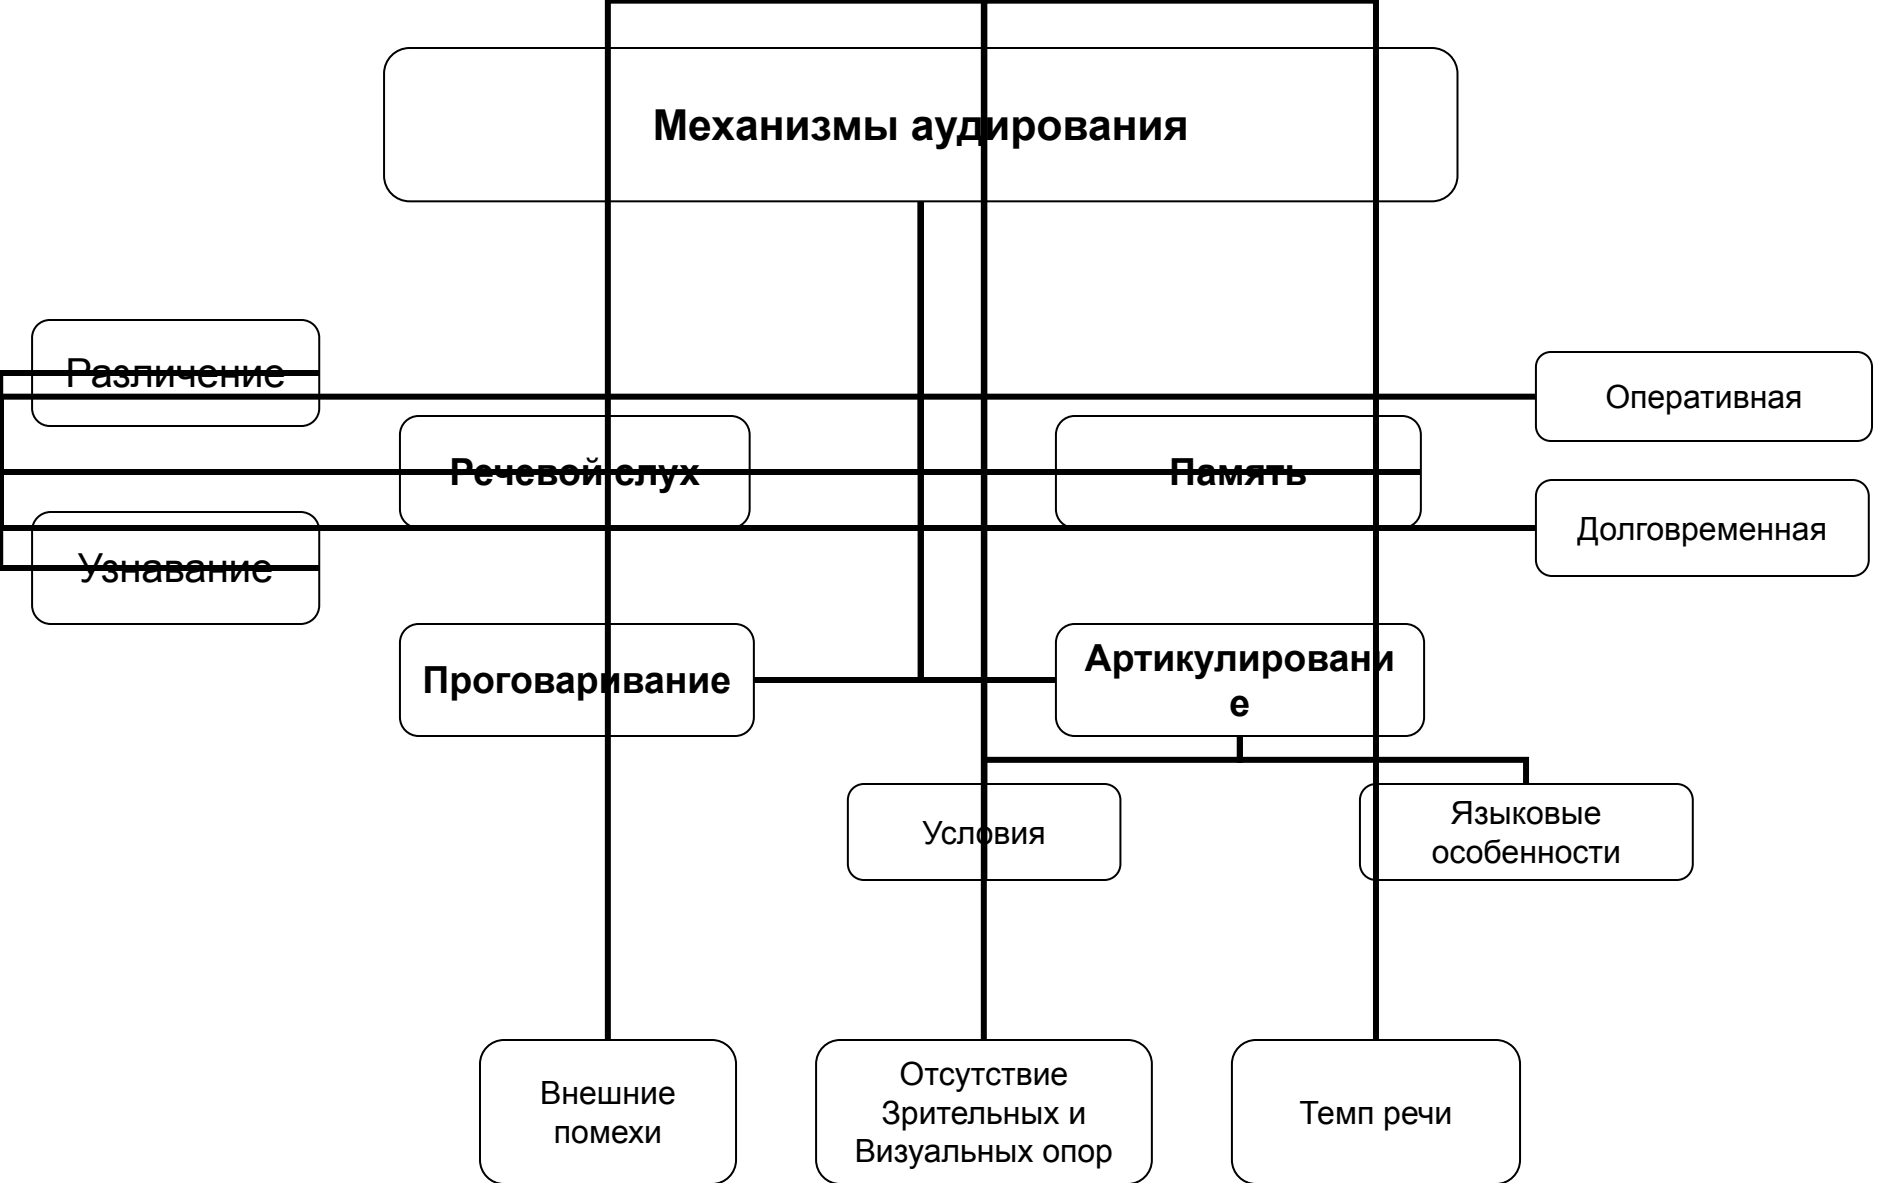 Механизмы аудирования
Различение
Оперативная
Речевой слух
Память
Долговременная
Узнавание
Проговаривание
Артикулировани
е
Условия
Языковые
особенности
Внешние
помехи
Отсутствие
Зрительных и
Визуальных опор
Темп речи